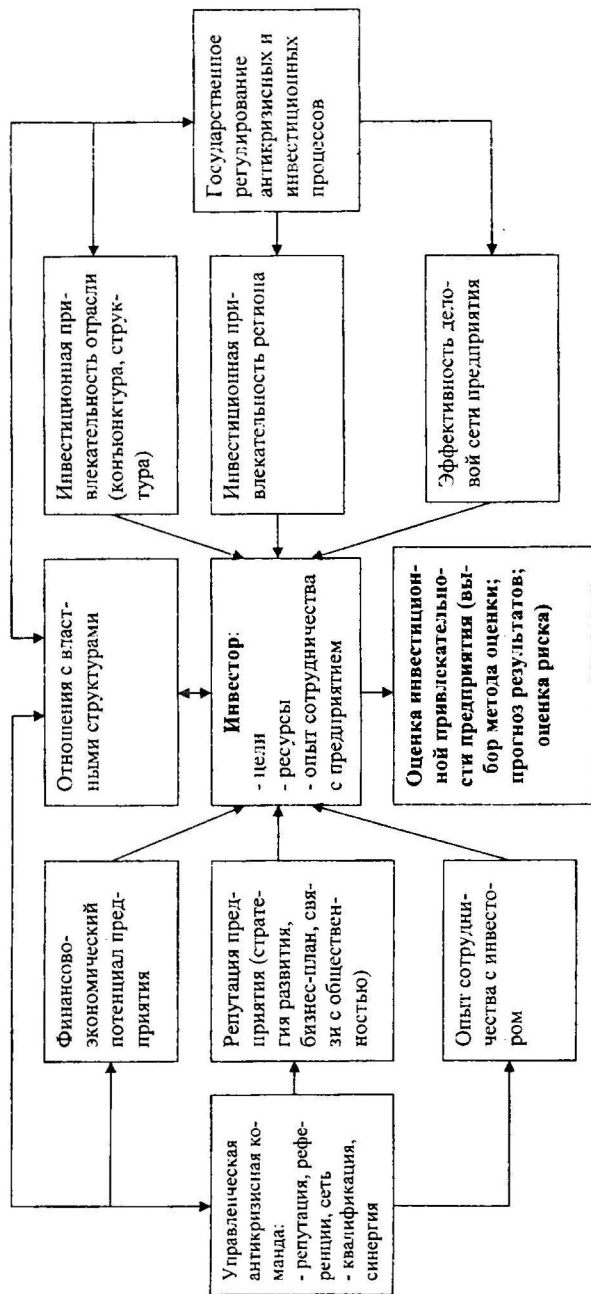 Управленческая
антикризисная ко-
манда:
- репутация, рефе-
ренции, сеть
- квалификация,
синергия
Финансово-
экономический
потенциал пред-
приятия
Репутация пред-
приятия (страте-
гия развития,
бизнес-план, свя-
зи с обществен-
ностью)
Опыт сотрудни-
чества с инвесто-
ром
Отношения с власт-
ными структурами
Инвестор:
- цели
- ресурсы
- опыт сотрудничества
с предприятием
Оценка инвестицион-
ной привлекательно-
сти предприятия (вы-
бор метода оценки;
прогноз результатов;
оценка риска)
Инвестиционная при-
влекательность отрасли
(конъюнктура, струк-
тура)
Инвестиционная при-
влекательность региона
Эффективность дело-
вой сети предприятия
Государственное
регулирование
антикризисных и
инвестиционных
процессов